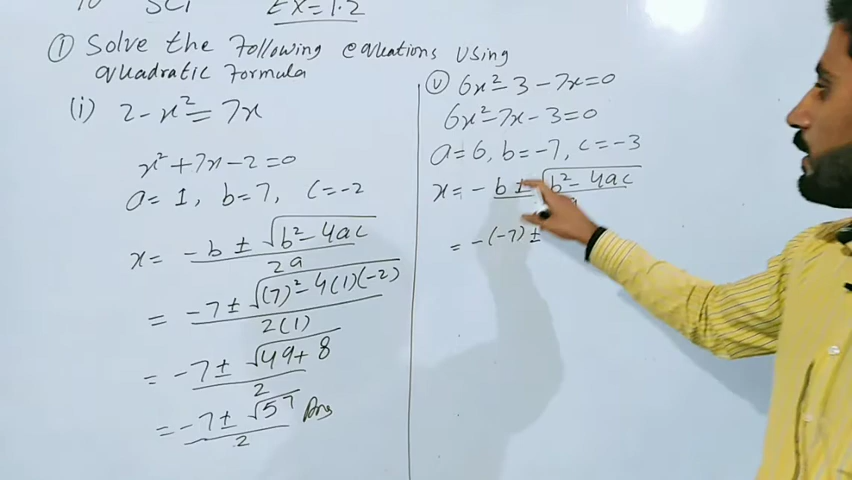 10 SCI EX=1.2
① Solve the following equations using
quadratic formula
(i) 2-x²=7x
x²+7x-2=0
a=1, b=7, c=-2
x= -b ± √b²-4ac
2a
= -7 ± √(7)²-4(1)(-2)
2(1)
= -7 ± √49+8
2
= -7 ± √57 Ans
2
(v) 6x²-3-7x=0
6x²-7x-3=0
a=6, b=-7, c=-3
x= -b ± √b²-4ac
= -(-7) ±